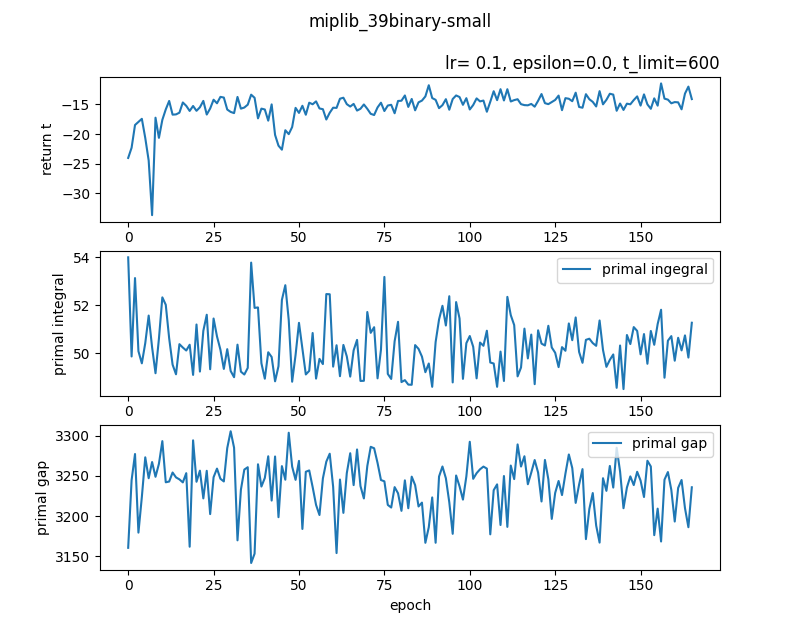 miplib_39binary-small
lr= 0.1, epsilon=0.0, t_limit=600
return t
−15
−20
−25
−30
0 25 50 75 100 125 150
primal integral
54
52
50
primal ingegral
0 25 50 75 100 125 150
primal gap
3300
3250
3200
3150
primal gap
0 25 50 75 100 125 150
epoch